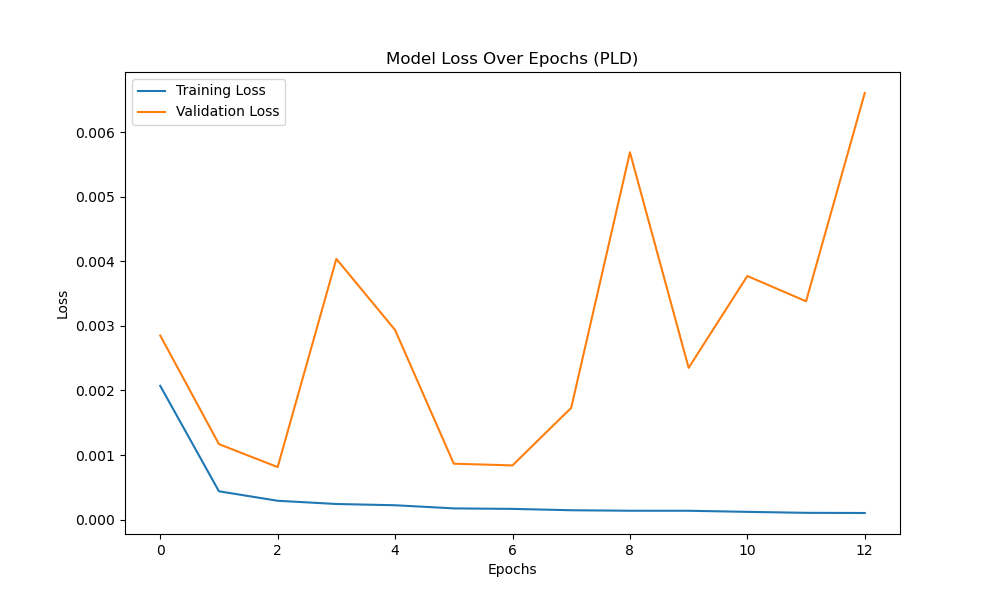 Model Loss Over Epochs (PLD)
Training Loss
Validation Loss
0.006
0.005
0.004
0.003
0.002
0.001
0.000
Loss
0 2 4 6 8 10 12
Epochs